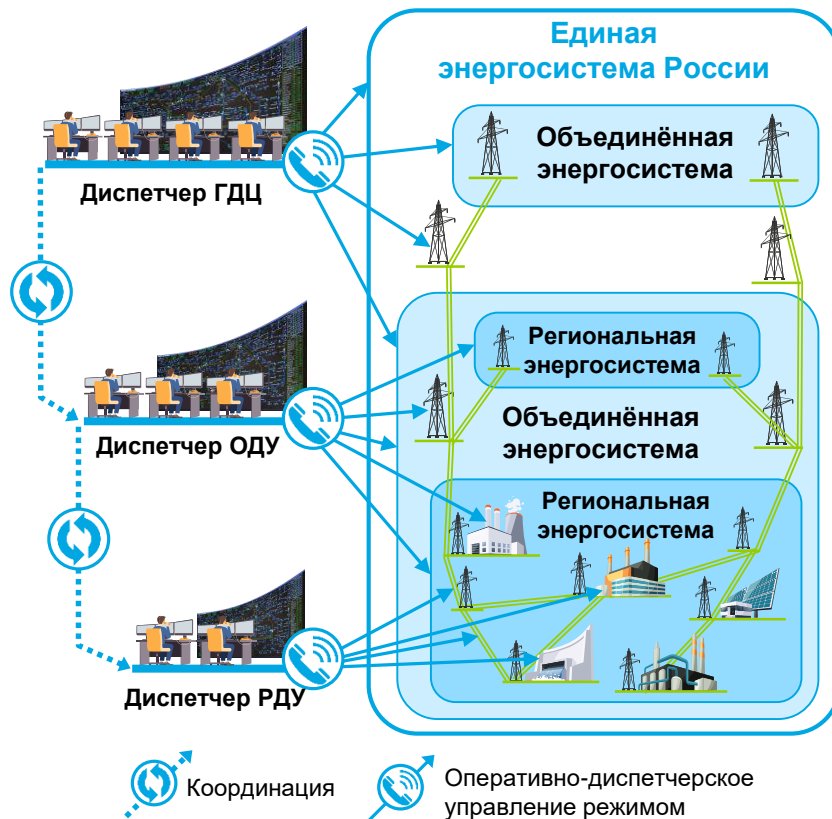 Единая
энергосистема России
Объединённая
энергосистема
Диспетчер ГДЦ
Региональная
энергосистема
Объединённая
энергосистема
Диспетчер ОДУ
Региональная
энергосистема
Диспетчер РДУ
Координация
Оперативно-диспетчерское
управление режимом